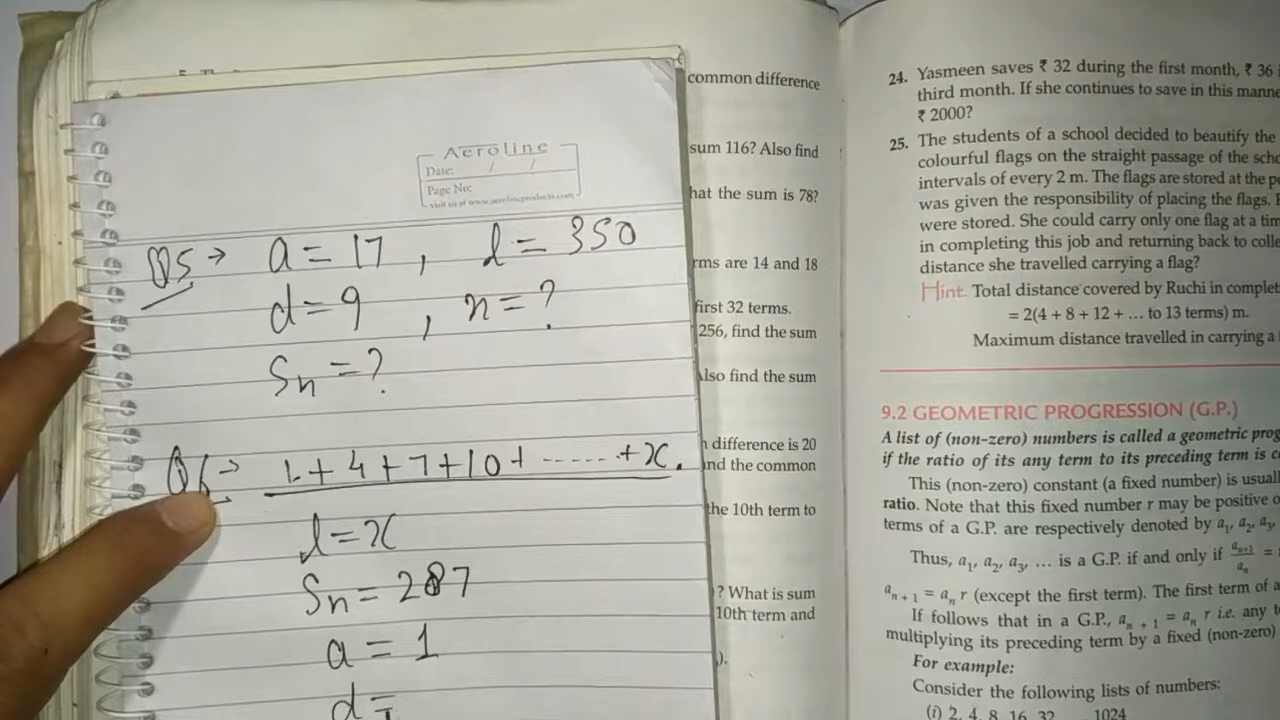 Aeroline
Date: / /
Page No:
visit us at www.aerolineproducts.com
Q5 → a = 17 , l = 350
d = 9 , n = ?
Sn = ?
Q6 → 1 + 4 + 7 + 10 + ...... + x.
l = x
Sn = 287
a = 1
d =
common difference
sum 116? Also find
hat the sum is 78?
rms are 14 and 18
first 32 terms.
256, find the sum
Also find the sum
difference is 20
and the common
the 10th term to
? What is sum
10th term and
).
24. Yasmeen saves ₹ 32 during the first month, ₹ 36
third month. If she continues to save in this manne
₹ 2000?
25. The students of a school decided to beautify the
colourful flags on the straight passage of the scho
intervals of every 2 m. The flags are stored at the p
was given the responsibility of placing the flags.
were stored. She could carry only one flag at a tim
in completing this job and returning back to colle
distance she travelled carrying a flag?
Hint. Total distance covered by Ruchi in complet
= 2(4 + 8 + 12 + ... to 13 terms) m.
Maximum distance travelled in carrying a
9.2 GEOMETRIC PROGRESSION (G.P.)
A list of (non-zero) numbers is called a geometric prog
if the ratio of its any term to its preceding term is c
This (non-zero) constant (a fixed number) is usuall
ratio. Note that this fixed number r may be positive o
terms of a G.P. are respectively denoted by a₁, a₂, a₃,
Thus, a₁, a₂, a₃, ... is a G.P. if and only if aₙ₊₁/aₙ =
aₙ₊₁ = aₙ r (except the first term). The first term of a
If follows that in a G.P., aₙ₊₁ = aₙ r i.e. any t
multiplying its preceding term by a fixed (non-zero)
For example:
Consider the following lists of numbers:
(i) 2, 4, 8, 16, 32 1024